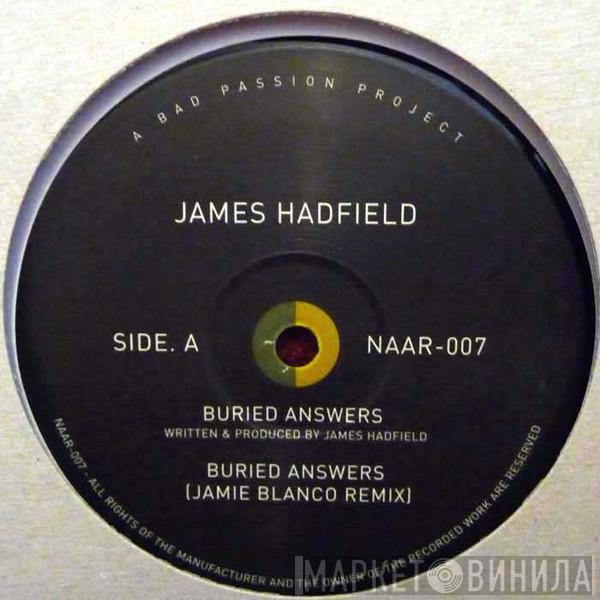 A BAD PASSION PROJECT
JAMES HADFIELD
SIDE. A
NAAR-007
BURIED ANSWERS
WRITTEN & PRODUCED BY JAMES HADFIELD
BURIED ANSWERS
(JAMIE BLANCO REMIX)
NAAR-007 - ALL RIGHTS OF THE MANUFACTURER AND THE OWNER OF THE RECORDED WORK ARE RESERVED
МАРКЕТ ВИНИЛА